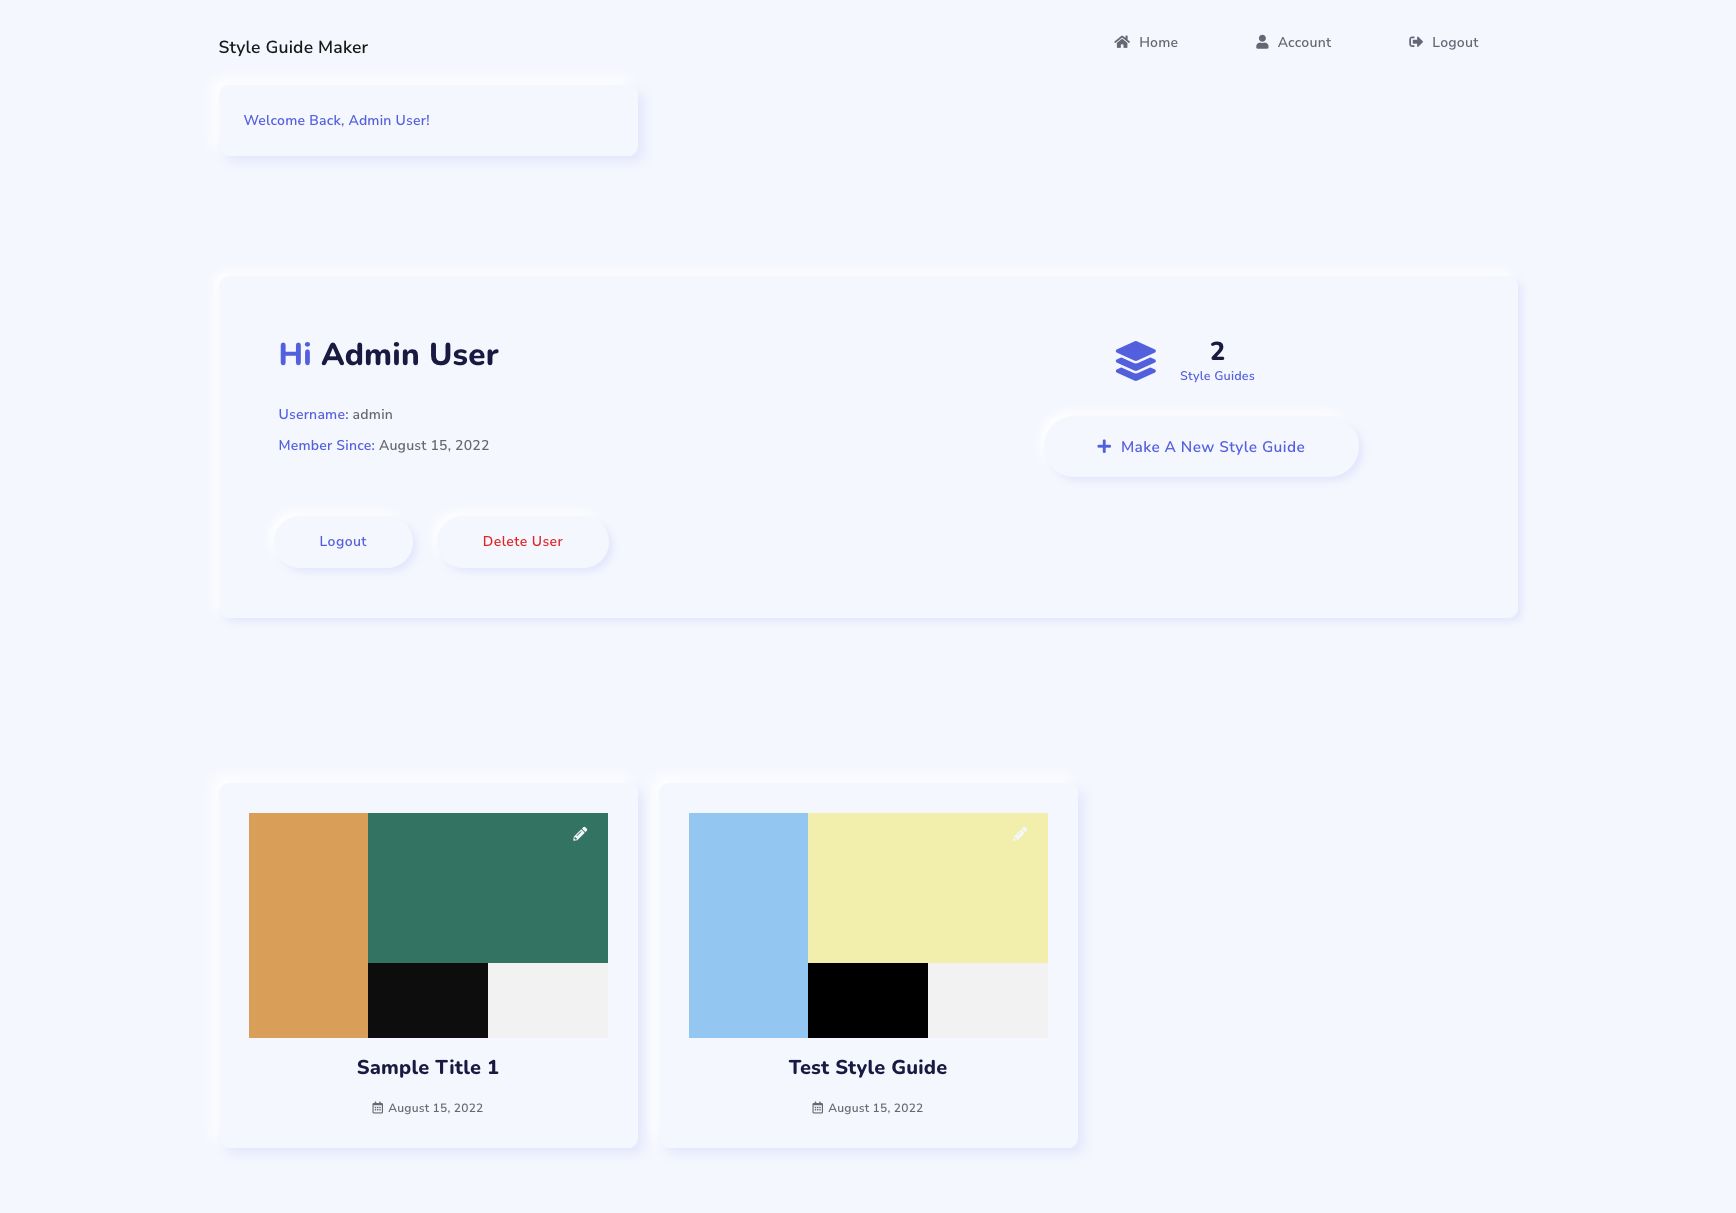 Style Guide Maker
Home
Account
Logout
Welcome Back, Admin User!
Hi Admin User
Username: admin
Member Since: August 15, 2022
Logout
Delete User
2
Style Guides
Make A New Style Guide
Sample Title 1
August 15, 2022
Test Style Guide
August 15, 2022